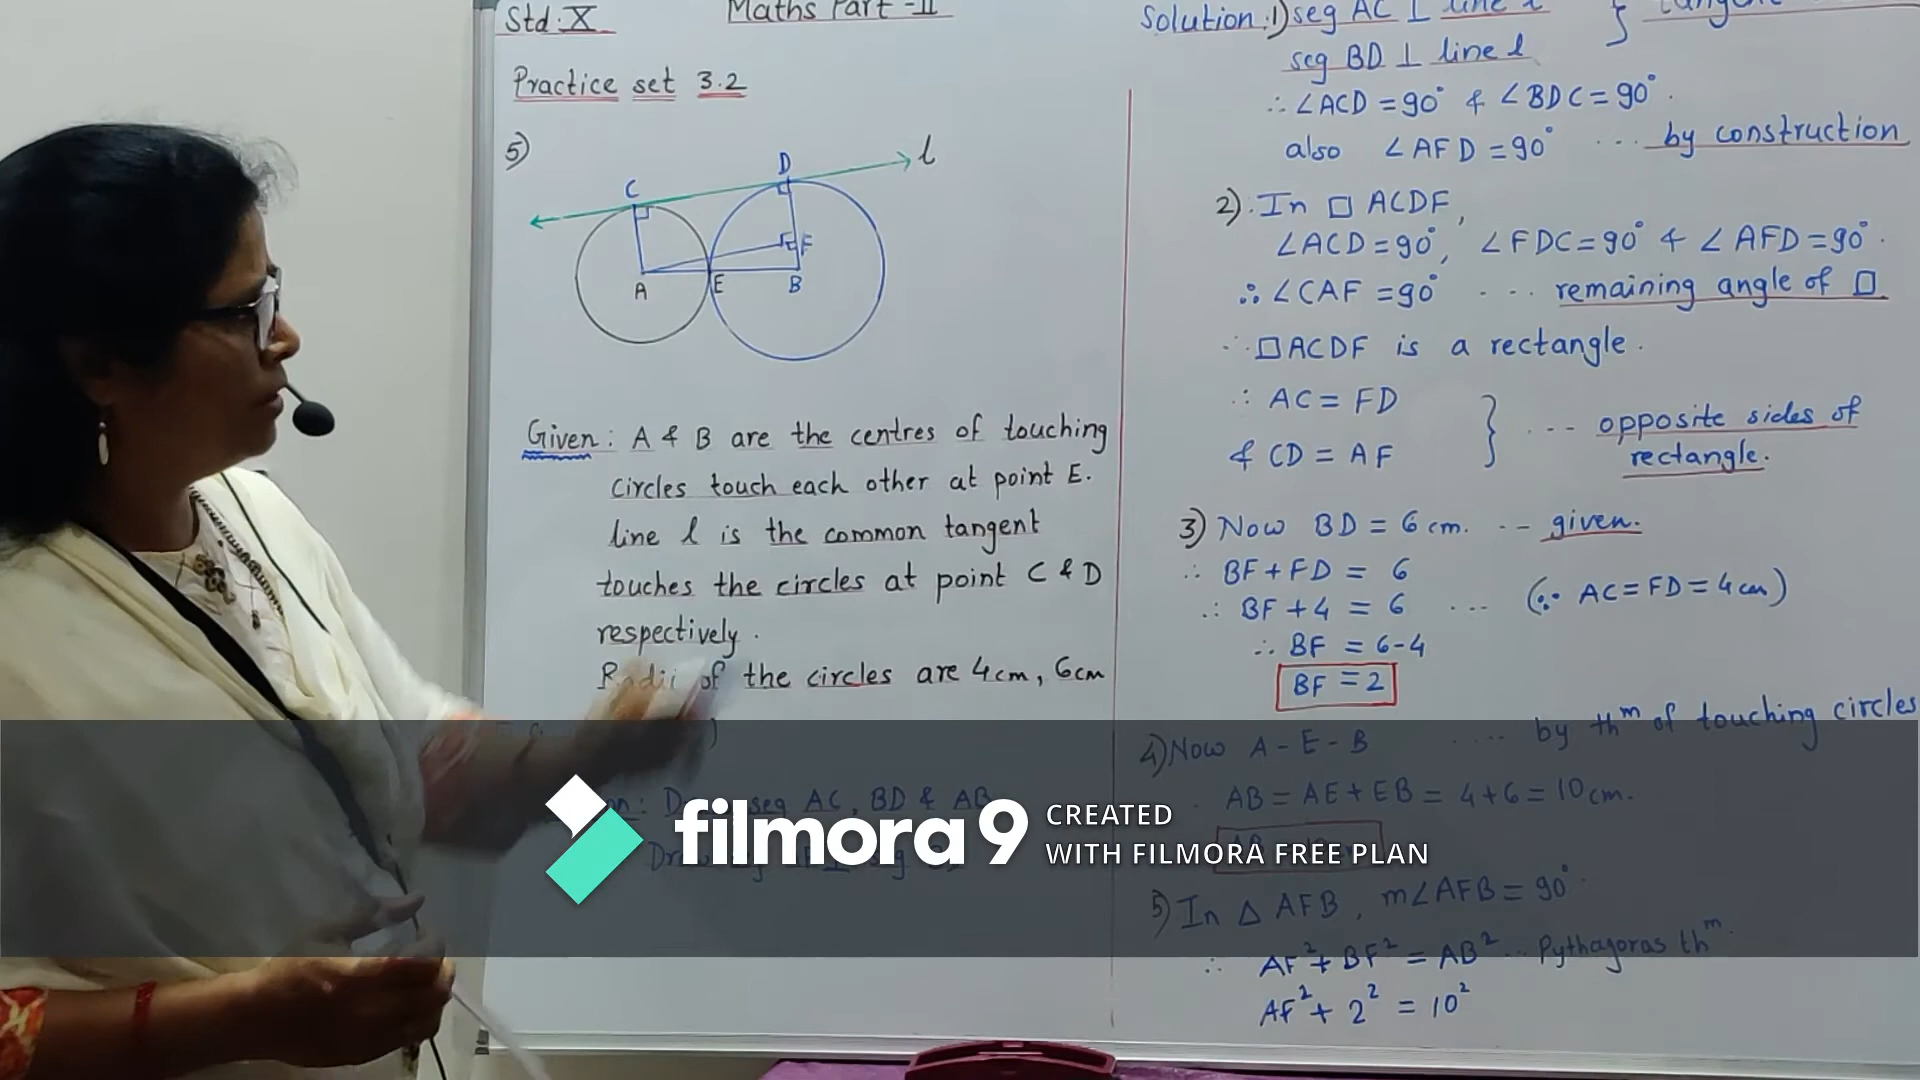 Std: X
Maths Part-II
Practice set 3.2
5)
l
D
C
F
A
E
B
Given: A & B are the centres of touching
circles touch each other at point E.
line l is the common tangent
touches the circles at point C & D
respectively.
Radii of the circles are 4cm, 6cm
: D seg AC, BD & AB
Solution: 1) seg AC ⊥ line l } tangent
seg BD ⊥ line l
∴ ∠ACD = 90° & ∠BDC = 90°.
also ∠AFD = 90° ... by construction
2). In □ ACDF,
∠ACD = 90°, ∠FDC = 90° & ∠AFD = 90°.
∴ ∠CAF = 90° ... remaining angle of □
∴ □ACDF is a rectangle.
∴ AC = FD
& CD = AF } --- opposite sides of
rectangle.
3) Now BD = 6 cm. -- given.
∴ BF + FD = 6
∴ BF + 4 = 6 ... (∵ AC = FD = 4 cm)
∴ BF = 6-4
BF = 2
4) Now A - E - B .... by thm of touching circles
AB = AE + EB = 4 + 6 = 10 cm.
5) In △ AFB, m∠AFB = 90°.
∴ AF² + BF² = AB² ... Pythagoras thm.
AF² + 2² = 10²
filmora 9
CREATED
WITH FILMORA FREE PLAN